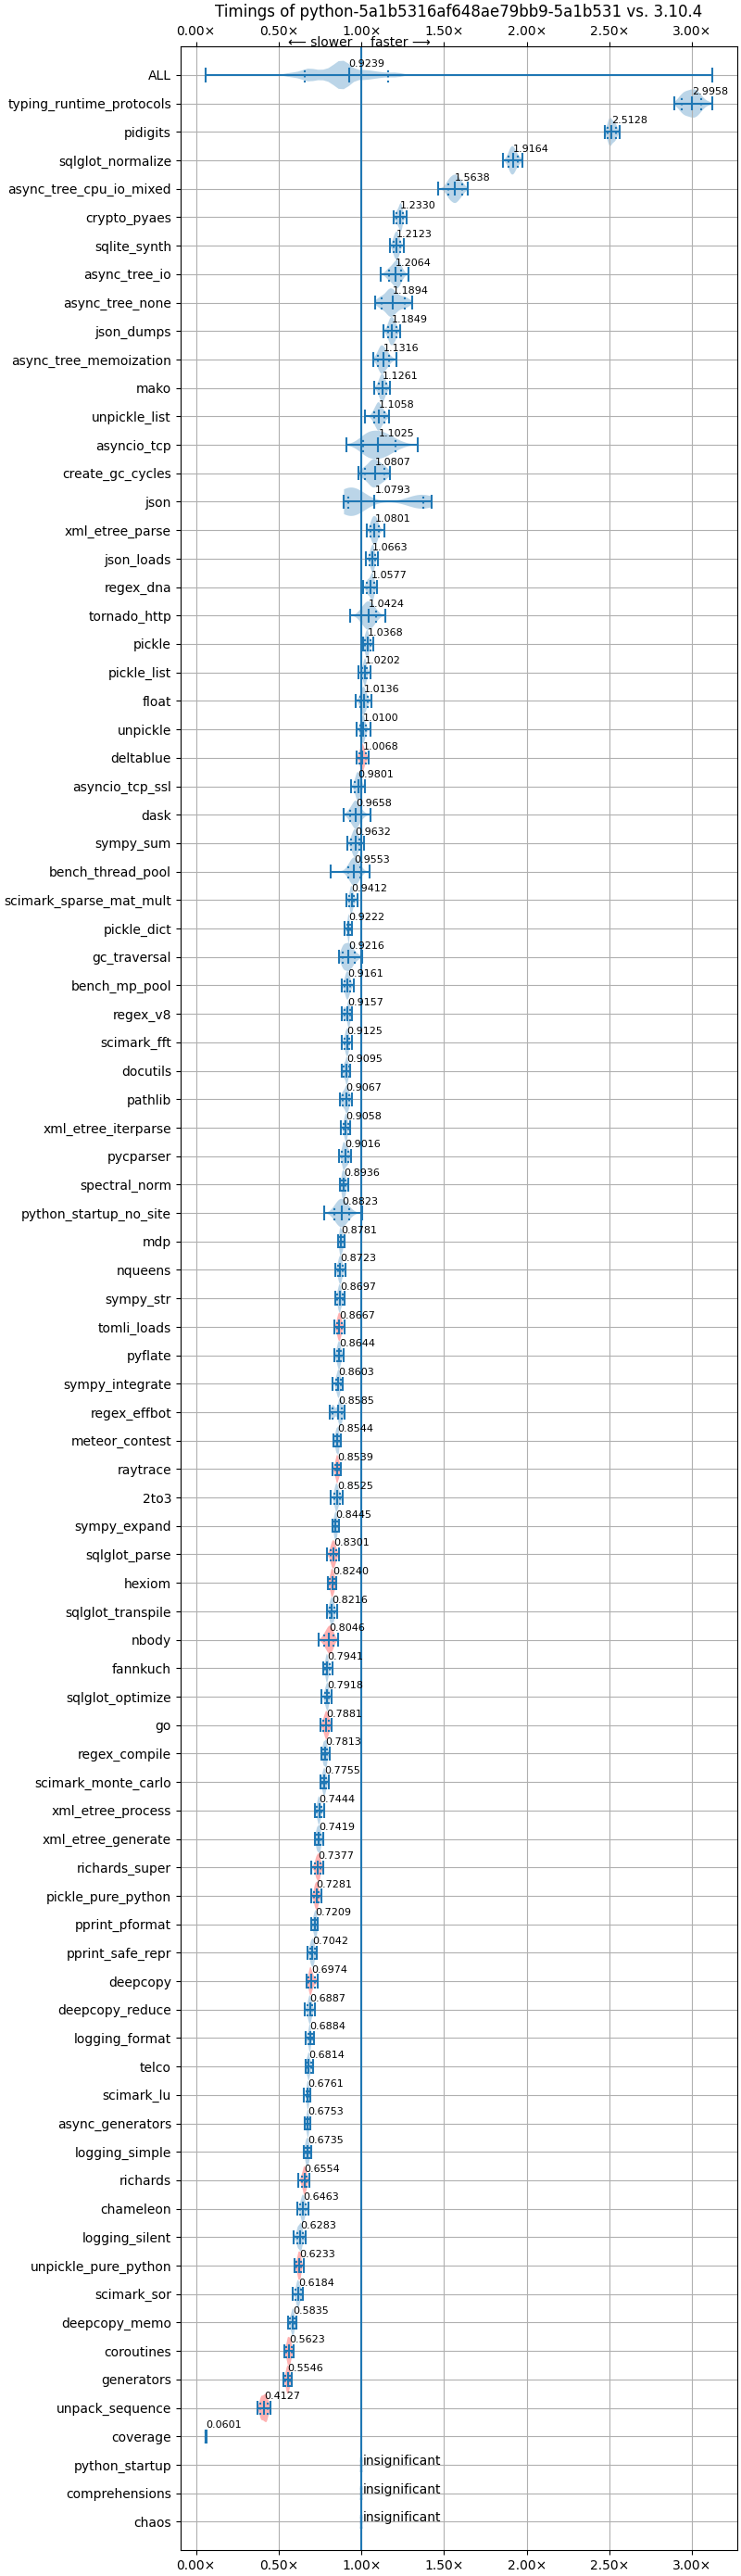 Timings of python-5a1b5316af648ae79bb9-5a1b531 vs. 3.10.4
0.00× 0.50× 1.00× 1.50× 2.00× 2.50× 3.00×
⟵ slower faster ⟶
ALL 0.9239
typing_runtime_protocols 2.9958
pidigits 2.5128
sqlglot_normalize 1.9164
async_tree_cpu_io_mixed 1.5638
crypto_pyaes 1.2330
sqlite_synth 1.2123
async_tree_io 1.2064
async_tree_none 1.1894
json_dumps 1.1849
async_tree_memoization 1.1316
mako 1.1261
unpickle_list 1.1058
asyncio_tcp 1.1025
create_gc_cycles 1.0807
json 1.0793
xml_etree_parse 1.0801
json_loads 1.0663
regex_dna 1.0577
tornado_http 1.0424
pickle 1.0368
pickle_list 1.0202
float 1.0136
unpickle 1.0100
deltablue 1.0068
asyncio_tcp_ssl 0.9801
dask 0.9658
sympy_sum 0.9632
bench_thread_pool 0.9553
scimark_sparse_mat_mult 0.9412
pickle_dict 0.9222
gc_traversal 0.9216
bench_mp_pool 0.9161
regex_v8 0.9157
scimark_fft 0.9125
docutils 0.9095
pathlib 0.9067
xml_etree_iterparse 0.9058
pycparser 0.9016
spectral_norm 0.8936
python_startup_no_site 0.8823
mdp 0.8781
nqueens 0.8723
sympy_str 0.8697
tomli_loads 0.8667
pyflate 0.8644
sympy_integrate 0.8603
regex_effbot 0.8585
meteor_contest 0.8544
raytrace 0.8539
2to3 0.8525
sympy_expand 0.8445
sqlglot_parse 0.8301
hexiom 0.8240
sqlglot_transpile 0.8216
nbody 0.8046
fannkuch 0.7941
sqlglot_optimize 0.7918
go 0.7881
regex_compile 0.7813
scimark_monte_carlo 0.7755
xml_etree_process 0.7444
xml_etree_generate 0.7419
richards_super 0.7377
pickle_pure_python 0.7281
pprint_pformat 0.7209
pprint_safe_repr 0.7042
deepcopy 0.6974
deepcopy_reduce 0.6887
logging_format 0.6884
telco 0.6814
scimark_lu 0.6761
async_generators 0.6753
logging_simple 0.6735
richards 0.6554
chameleon 0.6463
logging_silent 0.6283
unpickle_pure_python 0.6233
scimark_sor 0.6184
deepcopy_memo 0.5835
coroutines 0.5623
generators 0.5546
unpack_sequence 0.4127
coverage 0.0601
python_startup insignificant
comprehensions insignificant
chaos insignificant
0.00× 0.50× 1.00× 1.50× 2.00× 2.50× 3.00×